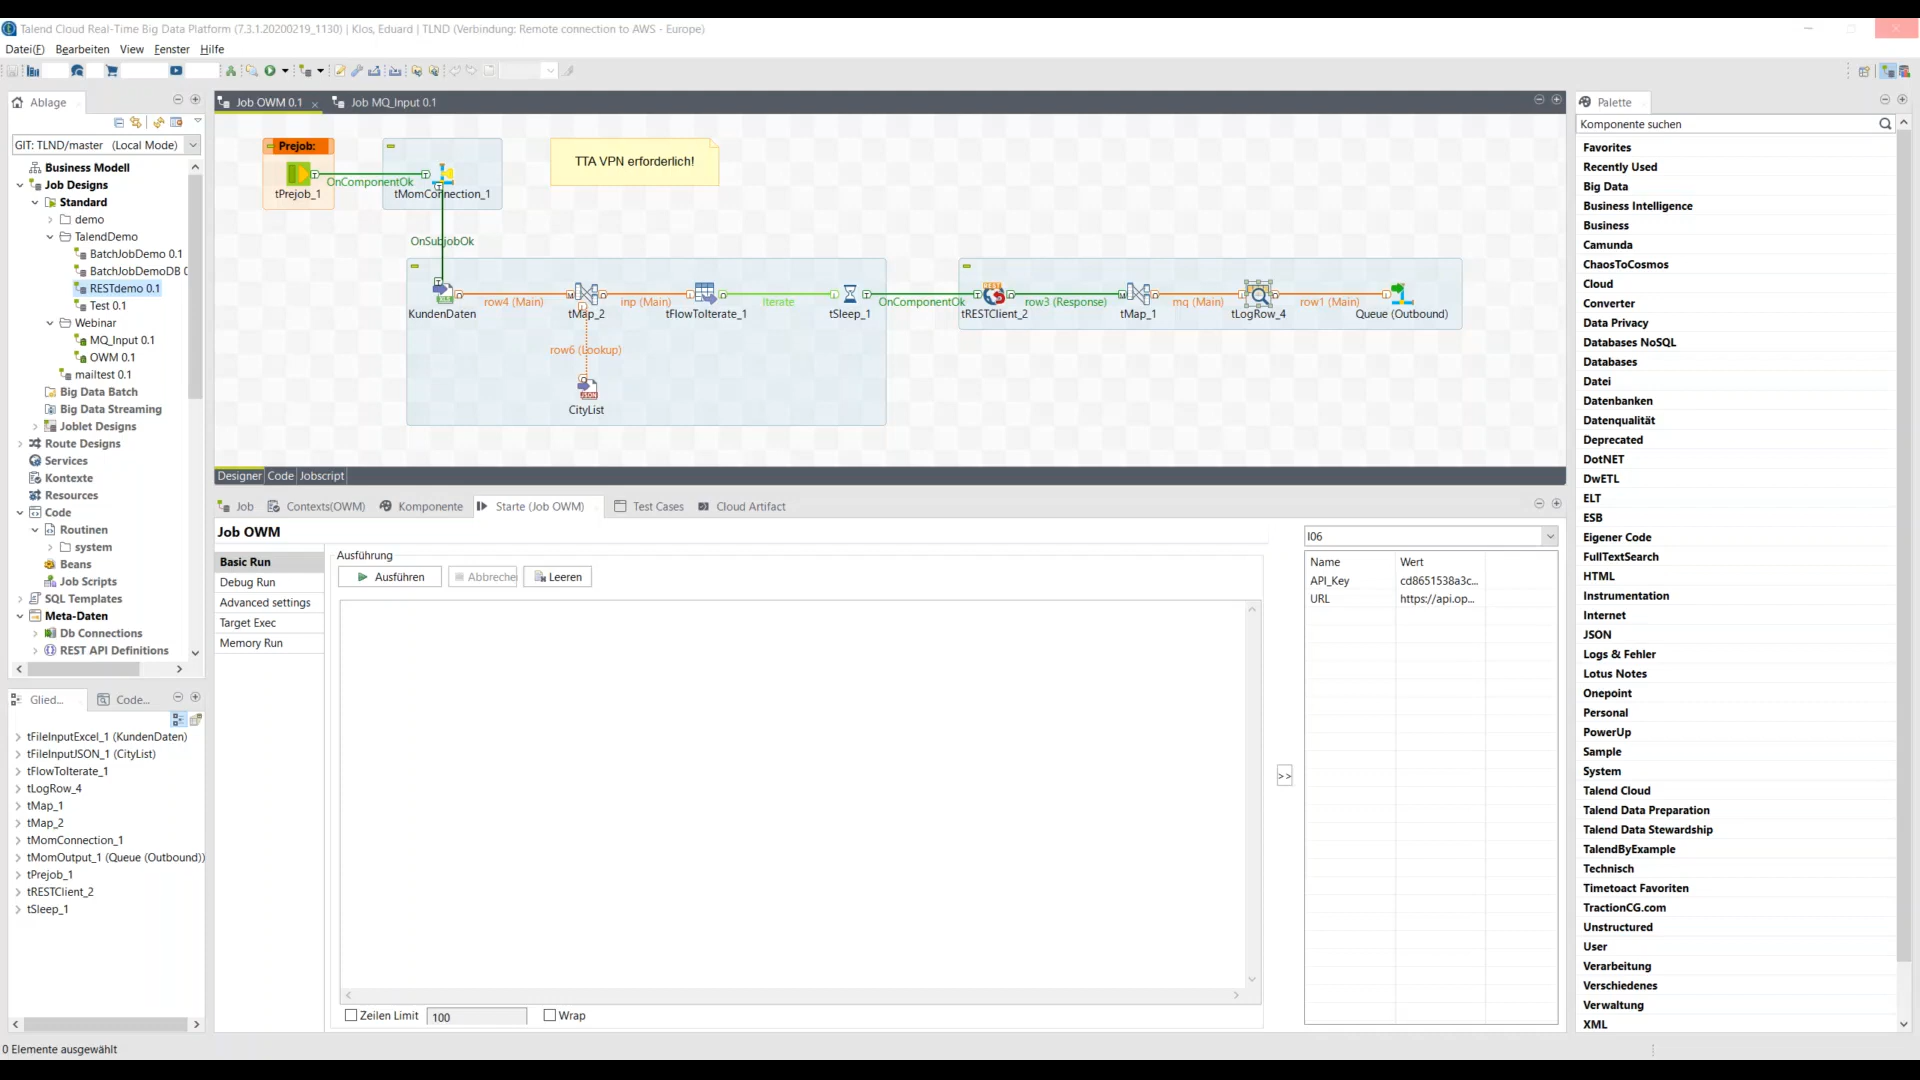 Talend Cloud Real-Time Big Data Platform (7.3.1.20200219_1130) | Klos, Eduard | TLND (Verbindung: Remote connection to AWS - Europe)
Datei(F) Bearbeiten View Fenster Hilfe
Ablage
GIT: TLND/master (Local Mode)
Business Modell
Job Designs
Standard
demo
TalendDemo
BatchJobDemo 0.1
BatchJobDemoDB 0
RESTdemo 0.1
Test 0.1
Webinar
MQ_Input 0.1
OWM 0.1
mailtest 0.1
Big Data Batch
Big Data Streaming
Joblet Designs
Route Designs
Services
Kontexte
Resources
Code
Routinen
system
Beans
Job Scripts
SQL Templates
Meta-Daten
Db Connections
REST API Definitions
Glied...
Code...
tFileInputExcel_1 (KundenDaten)
tFileInputJSON_1 (CityList)
tFlowToIterate_1
tLogRow_4
tMap_1
tMap_2
tMomConnection_1
tMomOutput_1 (Queue (Outbound))
tPrejob_1
tRESTClient_2
tSleep_1
0 Elemente ausgewählt
Job OWM 0.1
Job MQ_Input 0.1
Prejob:
tPrejob_1
OnComponentOk
tMomConnection_1
TTA VPN erforderlich!
OnSubjobOk
KundenDaten
row4 (Main)
tMap_2
inp (Main)
tFlowToIterate_1
Iterate
tSleep_1
OnComponentOk
tRESTClient_2
row3 (Response)
tMap_1
mq (Main)
tLogRow_4
row1 (Main)
Queue (Outbound)
row6 (Lookup)
JSON
CityList
Designer Code Jobscript
Job
Contexts(OWM)
Komponente
Starte (Job OWM)
Test Cases
Cloud Artifact
Job OWM
Basic Run
Debug Run
Advanced settings
Target Exec
Memory Run
Ausführung
Ausführen
Abbreche
Leeren
Zeilen Limit
100
Wrap
>>
I06
Name Wert
API_Key cd8651538a3c...
URL https://api.op...
Palette
Komponente suchen
Favorites
Recently Used
Big Data
Business Intelligence
Business
Camunda
ChaosToCosmos
Cloud
Converter
Data Privacy
Databases NoSQL
Databases
Datei
Datenbanken
Datenqualität
Deprecated
DotNET
DwETL
ELT
ESB
Eigener Code
FullTextSearch
HTML
Instrumentation
Internet
JSON
Logs & Fehler
Lotus Notes
Onepoint
Personal
PowerUp
Sample
System
Talend Cloud
Talend Data Preparation
Talend Data Stewardship
TalendByExample
Technisch
Timetoact Favoriten
TractionCG.com
Unstructured
User
Verarbeitung
Verschiedenes
Verwaltung
XML